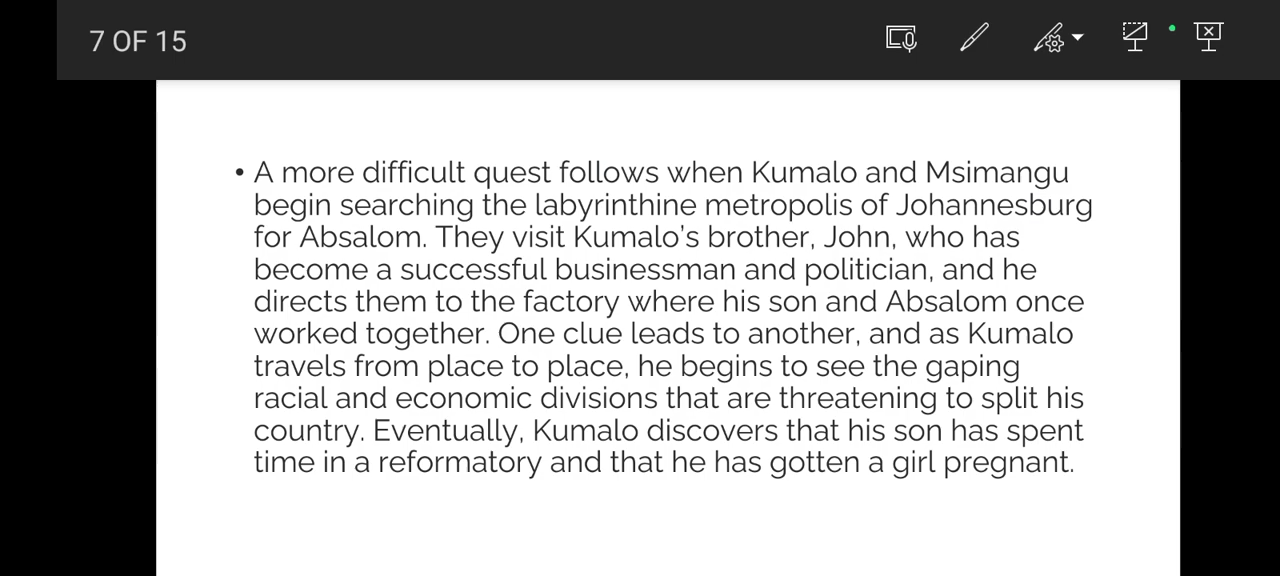 7 OF 15
• A more difficult quest follows when Kumalo and Msimangu
begin searching the labyrinthine metropolis of Johannesburg
for Absalom. They visit Kumalo's brother, John, who has
become a successful businessman and politician, and he
directs them to the factory where his son and Absalom once
worked together. One clue leads to another, and as Kumalo
travels from place to place, he begins to see the gaping
racial and economic divisions that are threatening to split his
country. Eventually, Kumalo discovers that his son has spent
time in a reformatory and that he has gotten a girl pregnant.